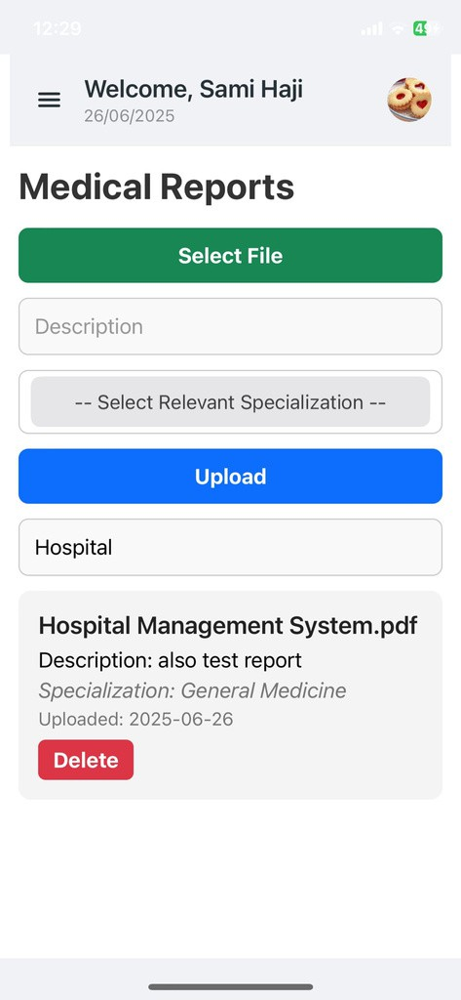 12:29
Welcome, Sami Haji
26/06/2025
Medical Reports
Select File
Description
-- Select Relevant Specialization --
Upload
Hospital
Hospital Management System.pdf
Description: also test report
Specialization: General Medicine
Uploaded: 2025-06-26
Delete